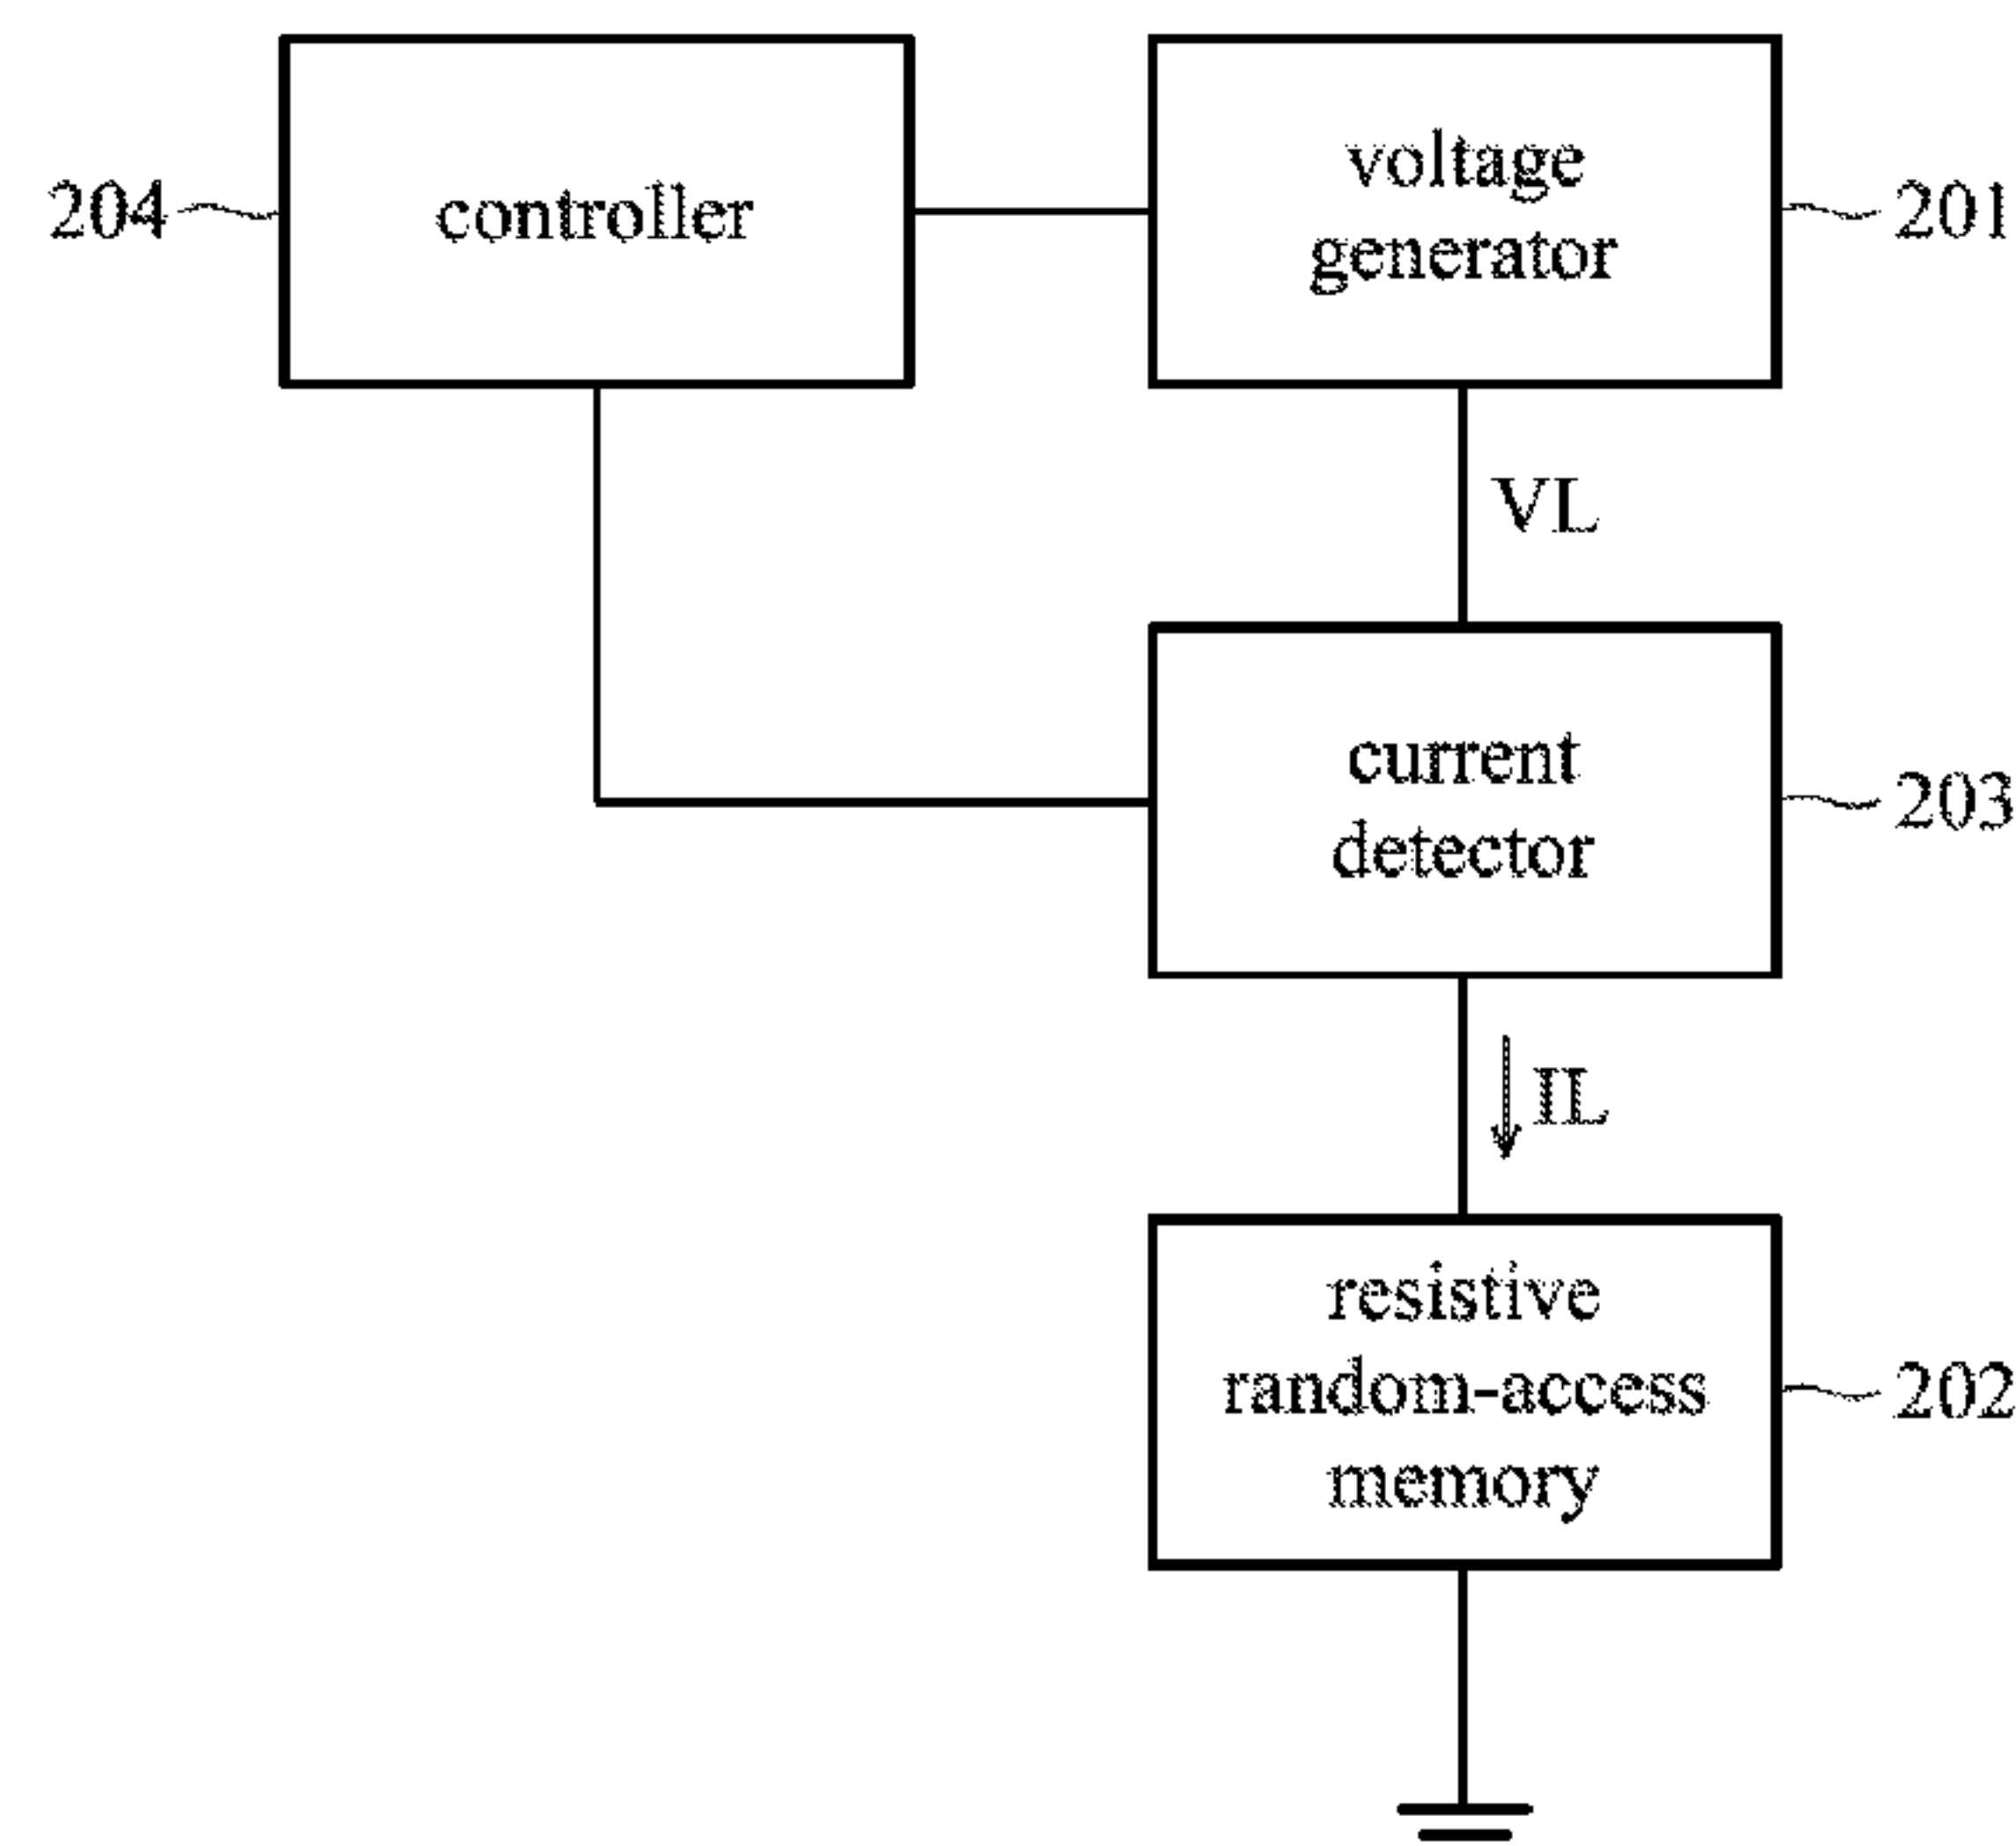 204
controller
voltage
generator
201
VL
current
detector
203
IL
resistive
random-access
memory
202